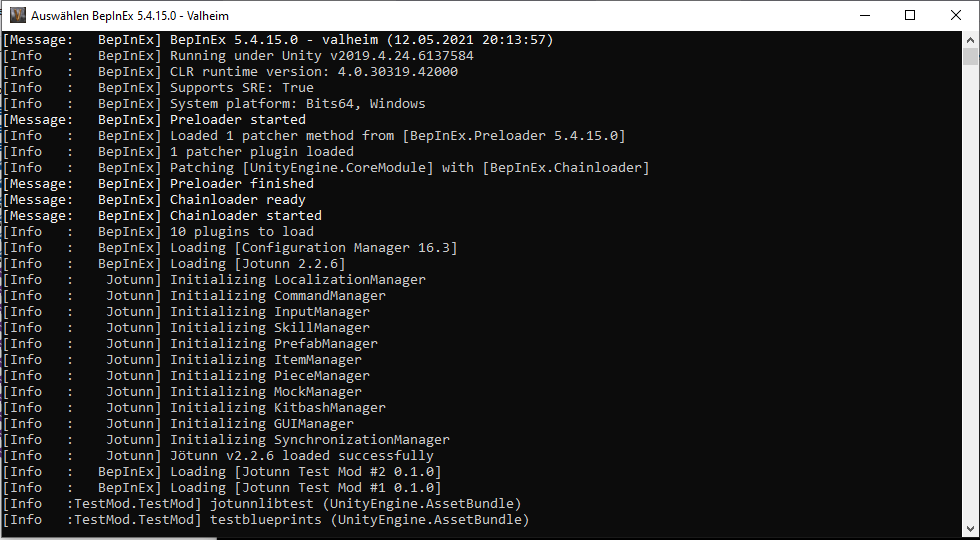 Auswählen BepInEx 5.4.15.0 - Valheim
[Message:   BepInEx] BepInEx 5.4.15.0 - valheim (12.05.2021 20:13:57)
[Info   :   BepInEx] Running under Unity v2019.4.24.6137584
[Info   :   BepInEx] CLR runtime version: 4.0.30319.42000
[Info   :   BepInEx] Supports SRE: True
[Info   :   BepInEx] System platform: Bits64, Windows
[Message:   BepInEx] Preloader started
[Info   :   BepInEx] Loaded 1 patcher method from [BepInEx.Preloader 5.4.15.0]
[Info   :   BepInEx] 1 patcher plugin loaded
[Info   :   BepInEx] Patching [UnityEngine.CoreModule] with [BepInEx.Chainloader]
[Message:   BepInEx] Preloader finished
[Message:   BepInEx] Chainloader ready
[Message:   BepInEx] Chainloader started
[Info   :   BepInEx] 10 plugins to load
[Info   :   BepInEx] Loading [Configuration Manager 16.3]
[Info   :   BepInEx] Loading [Jotunn 2.2.6]
[Info   :    Jotunn] Initializing LocalizationManager
[Info   :    Jotunn] Initializing CommandManager
[Info   :    Jotunn] Initializing InputManager
[Info   :    Jotunn] Initializing SkillManager
[Info   :    Jotunn] Initializing PrefabManager
[Info   :    Jotunn] Initializing ItemManager
[Info   :    Jotunn] Initializing PieceManager
[Info   :    Jotunn] Initializing MockManager
[Info   :    Jotunn] Initializing KitbashManager
[Info   :    Jotunn] Initializing GUIManager
[Info   :    Jotunn] Initializing SynchronizationManager
[Info   :    Jotunn] Jötunn v2.2.6 loaded successfully
[Info   :   BepInEx] Loading [Jotunn Test Mod #2 0.1.0]
[Info   :   BepInEx] Loading [Jotunn Test Mod #1 0.1.0]
[Info   :TestMod.TestMod] jotunnlibtest (UnityEngine.AssetBundle)
[Info   :TestMod.TestMod] testblueprints (UnityEngine.AssetBundle)